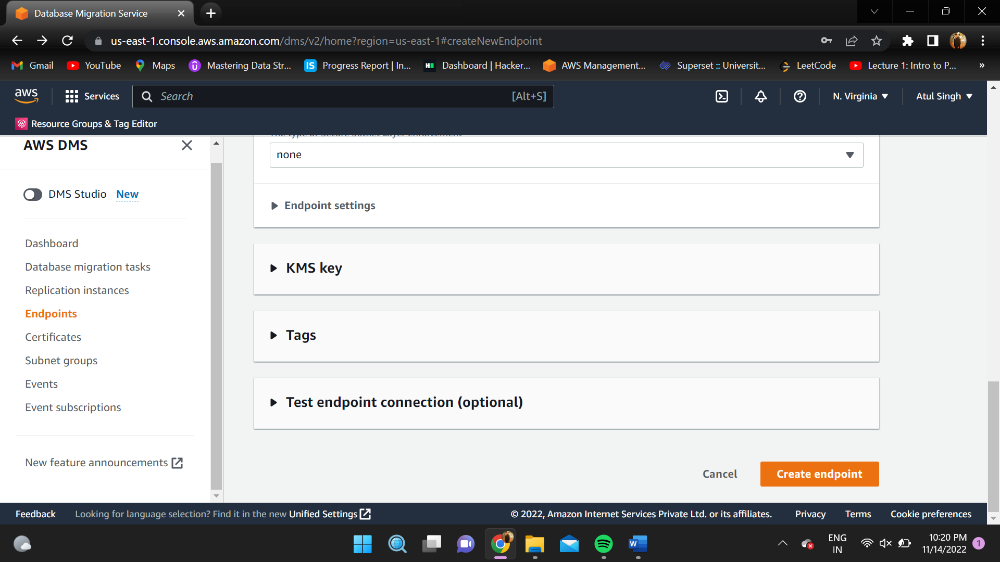 Database Migration Service
us-east-1.console.aws.amazon.com/dms/v2/home?region=us-east-1#createNewEndpoint
Gmail YouTube Maps Mastering Data Str... IS Progress Report | In... Dashboard | Hacker... AWS Management... Superset :: Universit... LeetCode Lecture 1: Intro to P... »
aws Services Search [Alt+S] N. Virginia Atul Singh
Resource Groups & Tag Editor
AWS DMS
DMS Studio New
Dashboard
Database migration tasks
Replication instances
Endpoints
Certificates
Subnet groups
Events
Event subscriptions
New feature announcements
none
Endpoint settings
KMS key
Tags
Test endpoint connection (optional)
Cancel Create endpoint
Feedback Looking for language selection? Find it in the new Unified Settings © 2022, Amazon Internet Services Private Ltd. or its affiliates. Privacy Terms Cookie preferences
ENG
IN
10:20 PM
11/14/2022
1